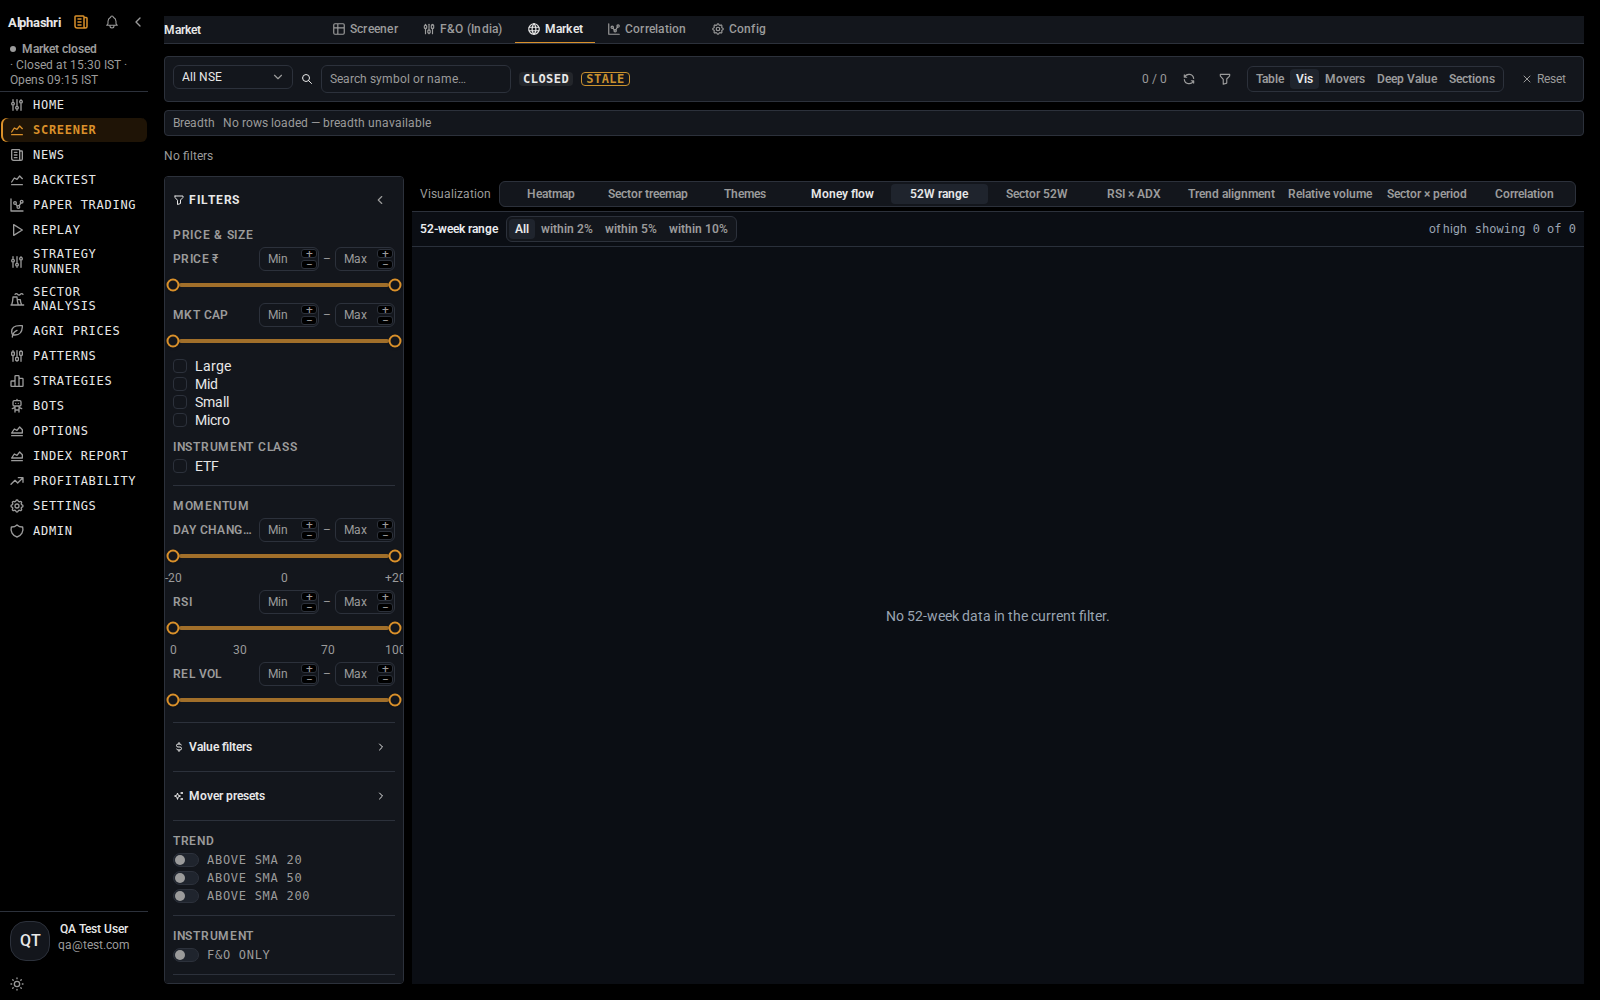 Alphashri
Market closed
· Closed at 15:30 IST ·
Opens 09:15 IST
HOME
SCREENER
NEWS
BACKTEST
PAPER TRADING
REPLAY
STRATEGY
RUNNER
SECTOR
ANALYSIS
AGRI PRICES
PATTERNS
STRATEGIES
BOTS
OPTIONS
INDEX REPORT
PROFITABILITY
SETTINGS
ADMIN
QT
QA Test User
qa@test.com
Market
Screener
F&O (India)
Market
Correlation
Config
All NSE
Search symbol or name...
CLOSED
STALE
0 / 0
Table
Vis
Movers
Deep Value
Sections
Reset
Breadth No rows loaded — breadth unavailable
No filters
FILTERS
PRICE & SIZE
PRICE ₹ Min + − – Max + −
MKT CAP Min + − – Max + −
Large
Mid
Small
Micro
INSTRUMENT CLASS
ETF
MOMENTUM
DAY CHANG... Min + − – Max + −
-20 0 +20
RSI Min + − – Max + −
0 30 70 100
REL VOL Min + − – Max + −
$ Value filters
Mover presets
TREND
ABOVE SMA 20
ABOVE SMA 50
ABOVE SMA 200
INSTRUMENT
F&O ONLY
Visualization
Heatmap
Sector treemap
Themes
Money flow
52W range
Sector 52W
RSI × ADX
Trend alignment
Relative volume
Sector × period
Correlation
52-week range
All
within 2%
within 5%
within 10%
of high showing 0 of 0
No 52-week data in the current filter.